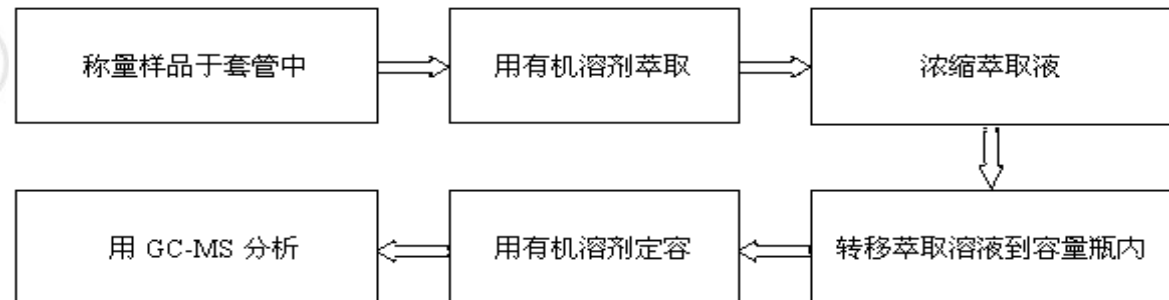 称量样品于套管中
用有机溶剂萃取
浓缩萃取液
转移萃取溶液到容量瓶内
用有机溶剂定容
用 GC-MS 分析